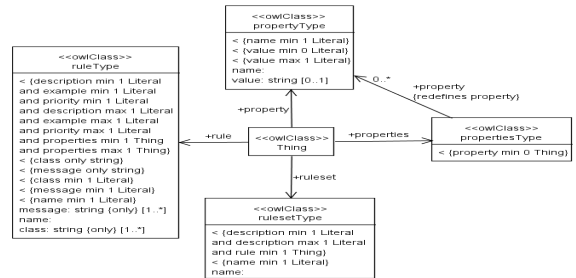 <<owlClass>>
propertyType
< {name min 1 Literal}
< {value min 0 Literal}
< {value max 1 Literal}
name:
value: string [0..1]
<<owlClass>>
ruleType
< {description min 1 Literal
and example min 1 Literal
and priority min 1 Literal
and description max 1 Literal
and example max 1 Literal
and priority max 1 Literal
and properties min 1 Thing
and properties max 1 Thing}
< {class only string}
< {message only string}
< {class min 1 Literal}
< {message min 1 Literal}
< {name min 1 Literal}
message: string {only} [1..*]
name:
class: string {only} [1..*]
+property
0..*
+property
{redefines property}
+rule
<<owlClass>>
Thing
+properties
<<owlClass>>
propertiesType
< {property min 0 Thing}
+ruleset
<<owlClass>>
rulesetType
< {description min 1 Literal
and description max 1 Literal
and rule min 1 Thing}
< {name min 1 Literal}
name: